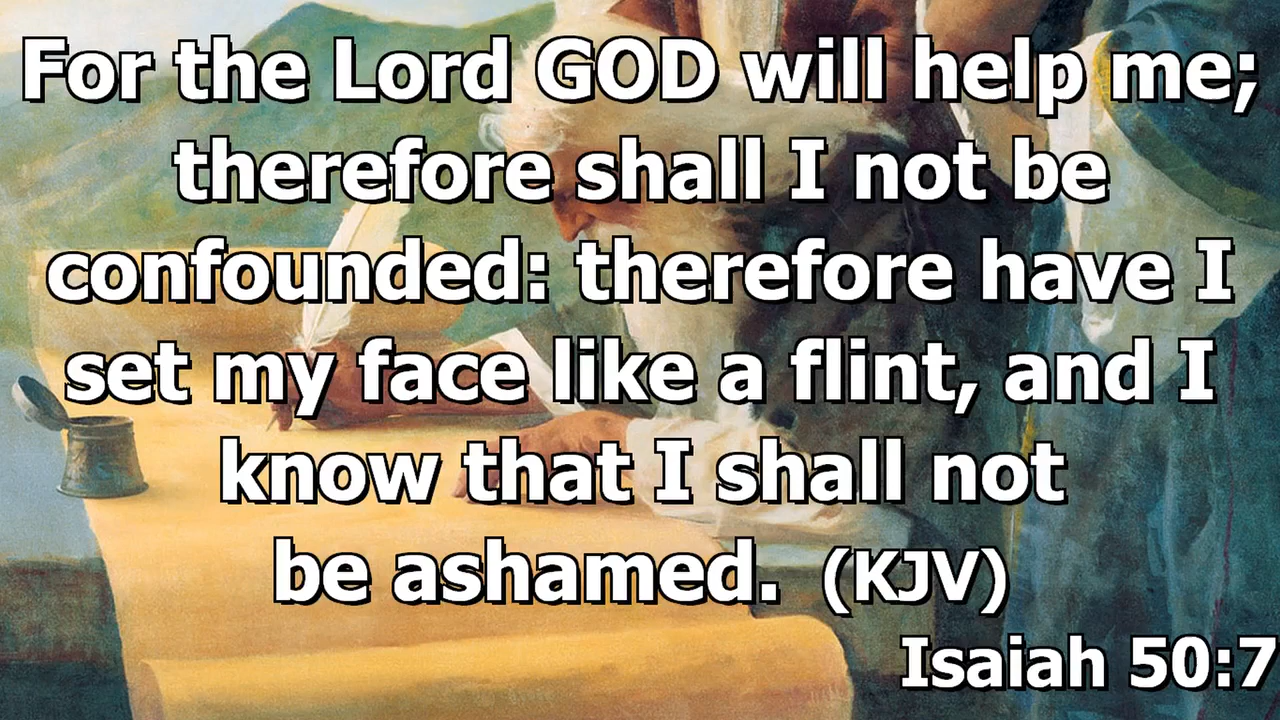 For the Lord GOD will help me;
therefore shall I not be
confounded: therefore have I
set my face like a flint, and I
know that I shall not
be ashamed. (KJV)
Isaiah 50:7